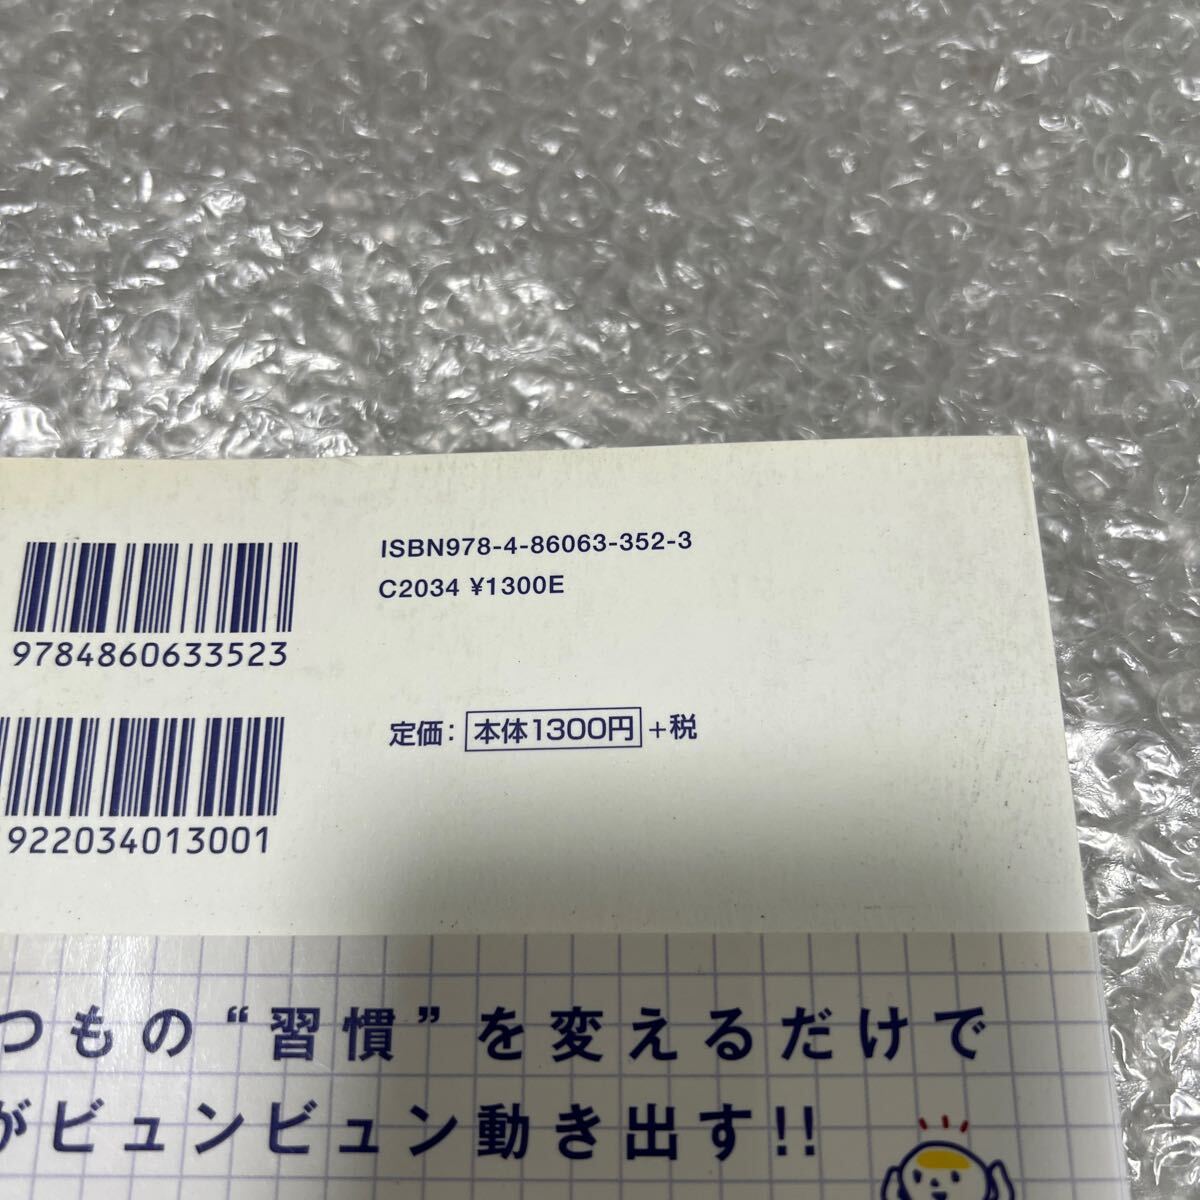 ISBN978-4-86063-352-3
C2034 ¥1300E
9784860633523
定価：本体1300円+税
922034013001
つもの“習慣”を変えるだけで
がビュンビュン動き出す!!